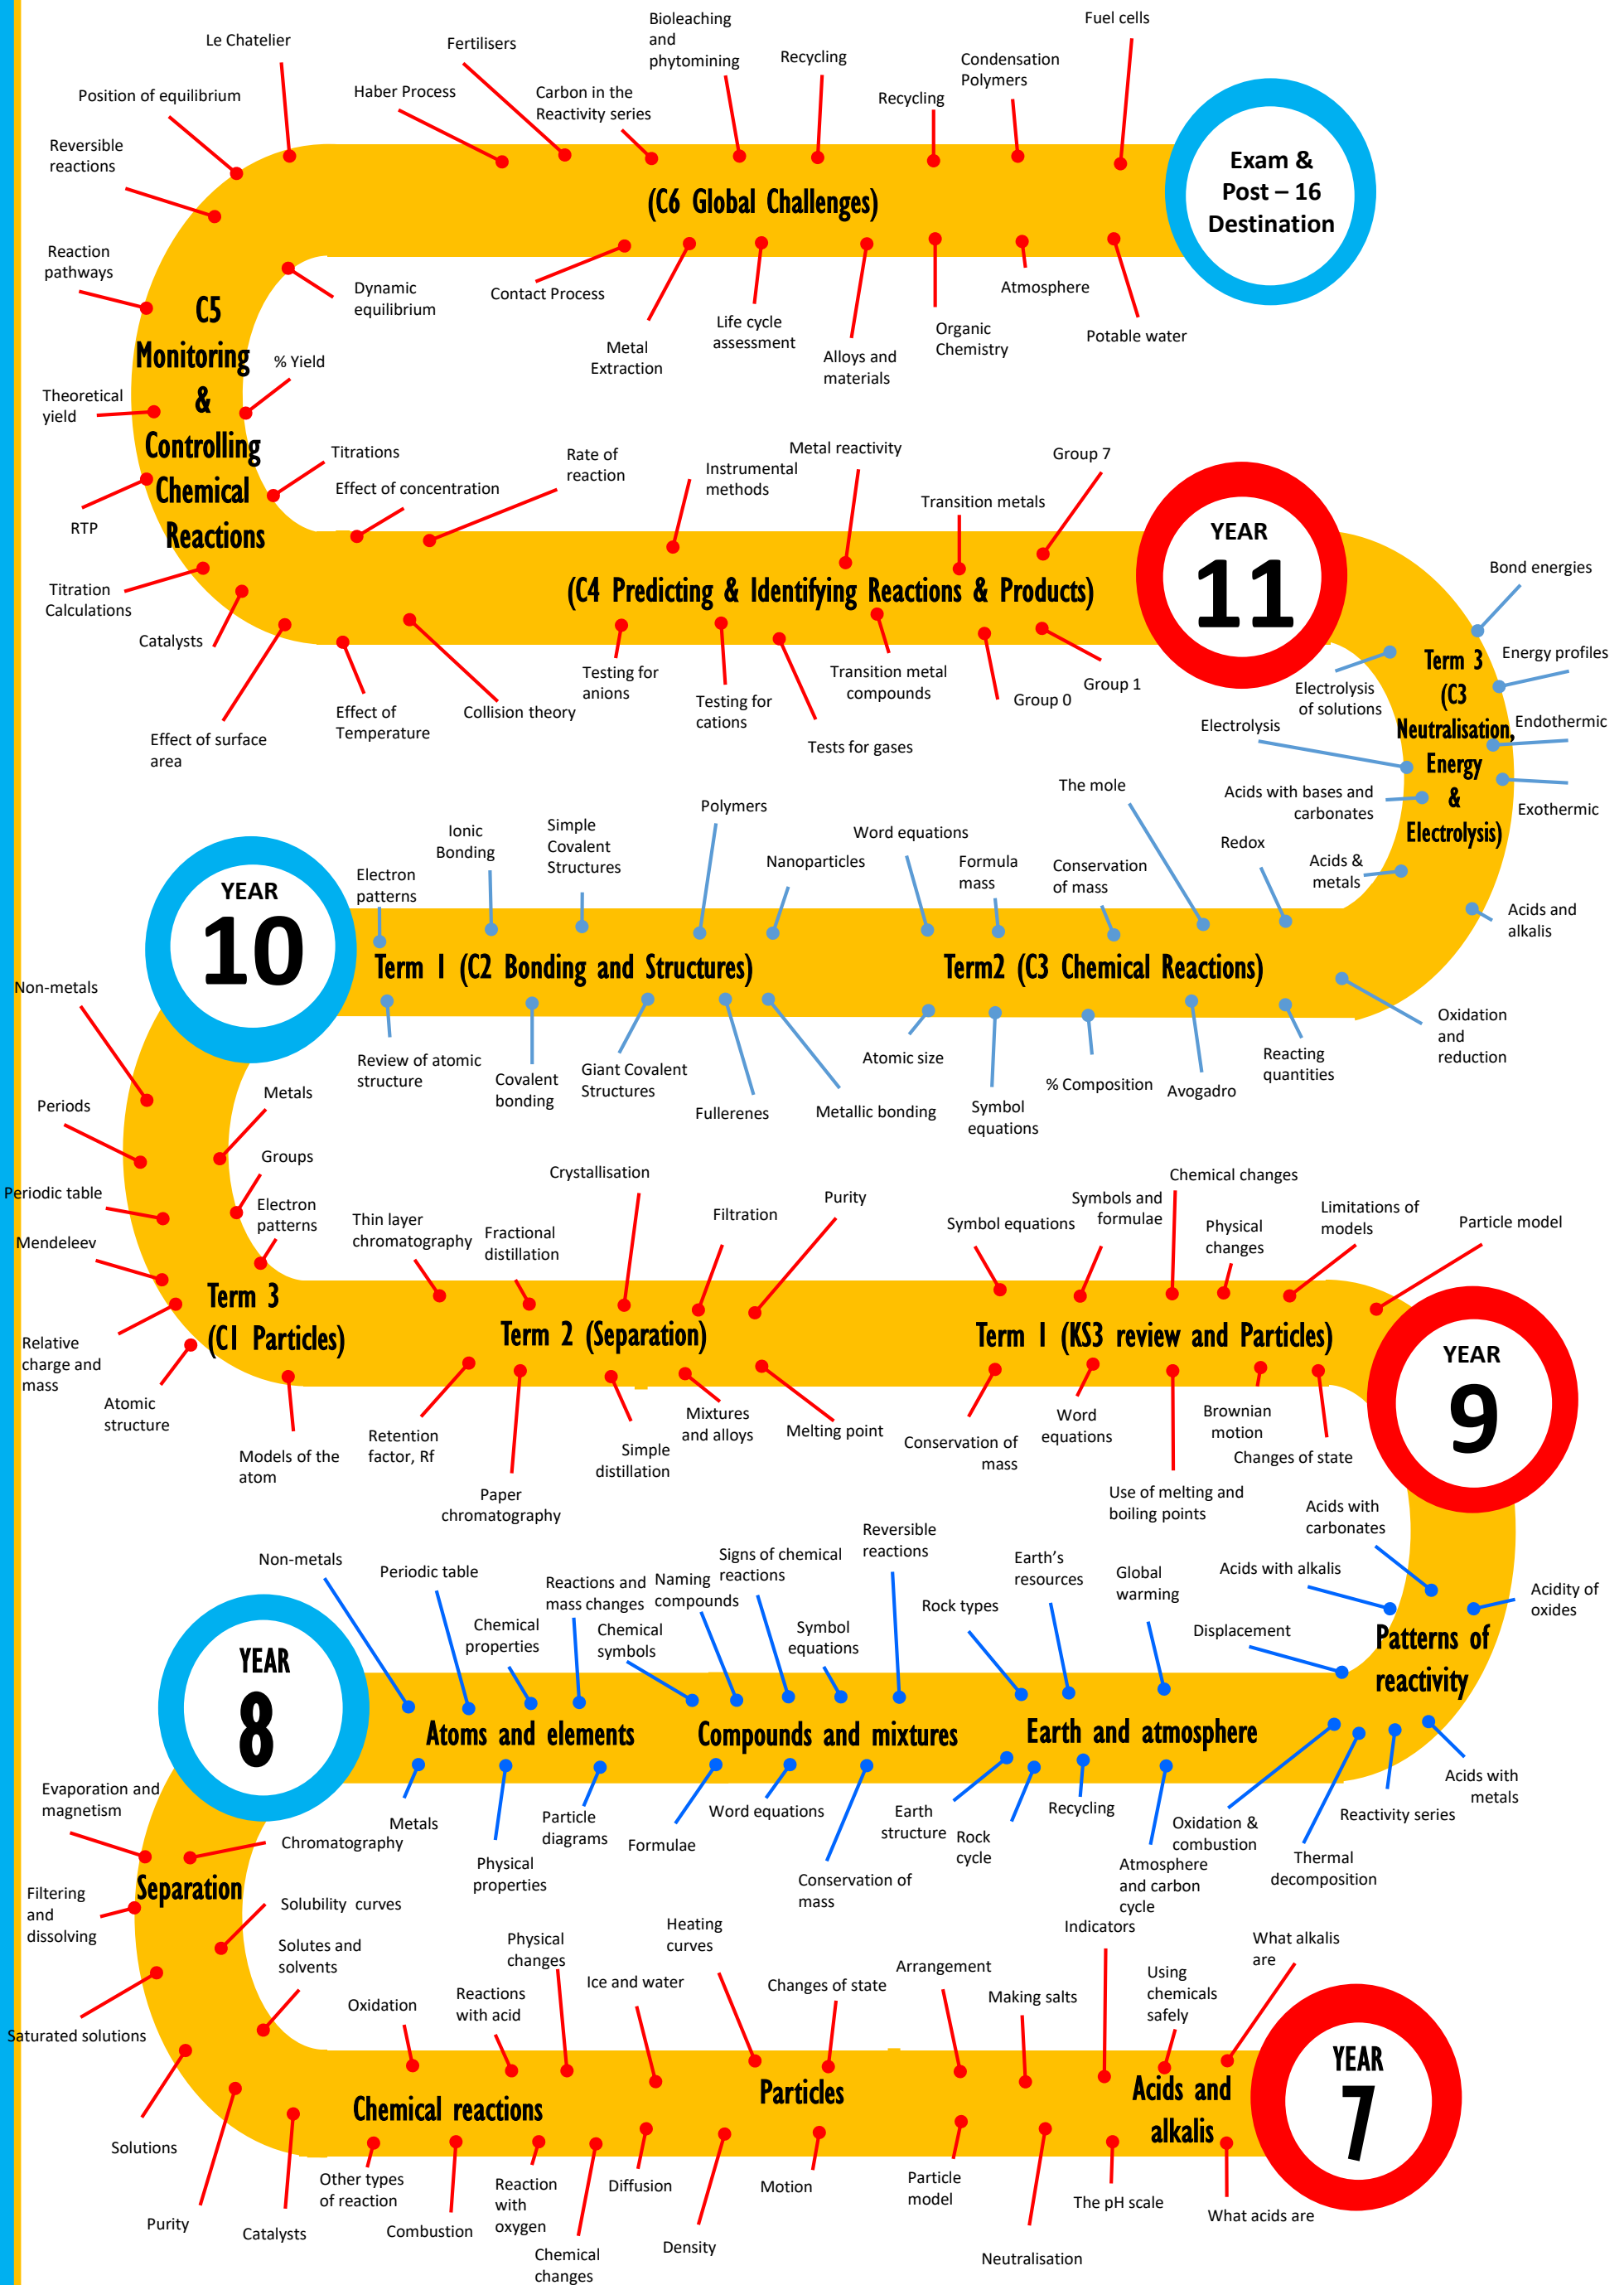 Fuel cells
Bioleaching
and
phytomining
Le Chatelier
Fertilisers
Recycling
Condensation
Polymers
Haber Process
Carbon in the
Reactivity series
Recycling
Position of equilibrium
Reversible
reactions
Exam &
Post – 16
Destination
(C6 Global Challenges)
Reaction
pathways
Dynamic
equilibrium
Contact Process
Metal
Extraction
Life cycle
assessment
Alloys and
materials
Organic
Chemistry
Atmosphere
Potable water
C5
Monitoring
&
Controlling
Chemical
Reactions
% Yield
Theoretical
yield
Titrations
RTP
Effect of concentration
Rate of
reaction
Instrumental
methods
Metal reactivity
Transition metals
Group 7
YEAR
11
(C4 Predicting & Identifying Reactions & Products)
Titration
Calculations
Catalysts
Effect of surface
area
Effect of
Temperature
Collision theory
Testing for
anions
Testing for
cations
Tests for gases
Transition metal
compounds
Group 0
Group 1
Bond energies
Energy profiles
Term 3
(C3
Neutralisation,
Energy
&
Electrolysis)
Electrolysis
of solutions
Endothermic
Electrolysis
Exothermic
Acids with bases and
carbonates
Acids &
metals
Acids and
alkalis
Oxidation
and
reduction
YEAR
10
Electron
patterns
Ionic
Bonding
Simple
Covalent
Structures
Polymers
Nanoparticles
Word equations
Formula
mass
Conservation
of mass
The mole
Redox
Term 1 (C2 Bonding and Structures)
Term2 (C3 Chemical Reactions)
Review of atomic
structure
Covalent
bonding
Giant Covalent
Structures
Fullerenes
Metallic bonding
Atomic size
Symbol
equations
% Composition
Avogadro
Reacting
quantities
Non-metals
Periods
Metals
Groups
Periodic table
Electron
patterns
Mendeleev
Relative
charge and
mass
Atomic
structure
Models of the
atom
Term 3
(C1 Particles)
Thin layer
chromatography
Fractional
distillation
Crystallisation
Filtration
Purity
Symbol equations
Symbols and
formulae
Chemical changes
Physical
changes
Limitations of
models
Particle model
Term 2 (Separation)
Term 1 (KS3 review and Particles)
YEAR
9
Retention
factor, Rf
Paper
chromatography
Simple
distillation
Mixtures
and alloys
Melting point
Conservation of
mass
Word
equations
Use of melting and
boiling points
Brownian
motion
Changes of state
Acids with
carbonates
Acids with alkalis
Acidity of
oxides
Displacement
Patterns of
reactivity
YEAR
8
Non-metals
Periodic table
Chemical
properties
Reactions and
mass changes
Chemical
symbols
Naming
compounds
Signs of chemical
reactions
Symbol
equations
Reversible
reactions
Rock types
Earth’s
resources
Global
warming
Atoms and elements
Compounds and mixtures
Earth and atmosphere
Metals
Physical
properties
Particle
diagrams
Formulae
Word equations
Conservation of
mass
Earth
structure
Rock
cycle
Recycling
Atmosphere
and carbon
cycle
Oxidation &
combustion
Thermal
decomposition
Reactivity series
Acids with
metals
Evaporation and
magnetism
Chromatography
Separation
Filtering
and
dissolving
Solubility curves
Solutes and
solvents
Saturated solutions
Solutions
Purity
Catalysts
Oxidation
Reactions
with acid
Physical
changes
Ice and water
Heating
curves
Changes of state
Arrangement
Making salts
Indicators
Using
chemicals
safely
What alkalis
are
Chemical reactions
Particles
Acids and
alkalis
YEAR
7
Other types
of reaction
Combustion
Reaction
with
oxygen
Chemical
changes
Diffusion
Density
Motion
Particle
model
Neutralisation
The pH scale
What acids are